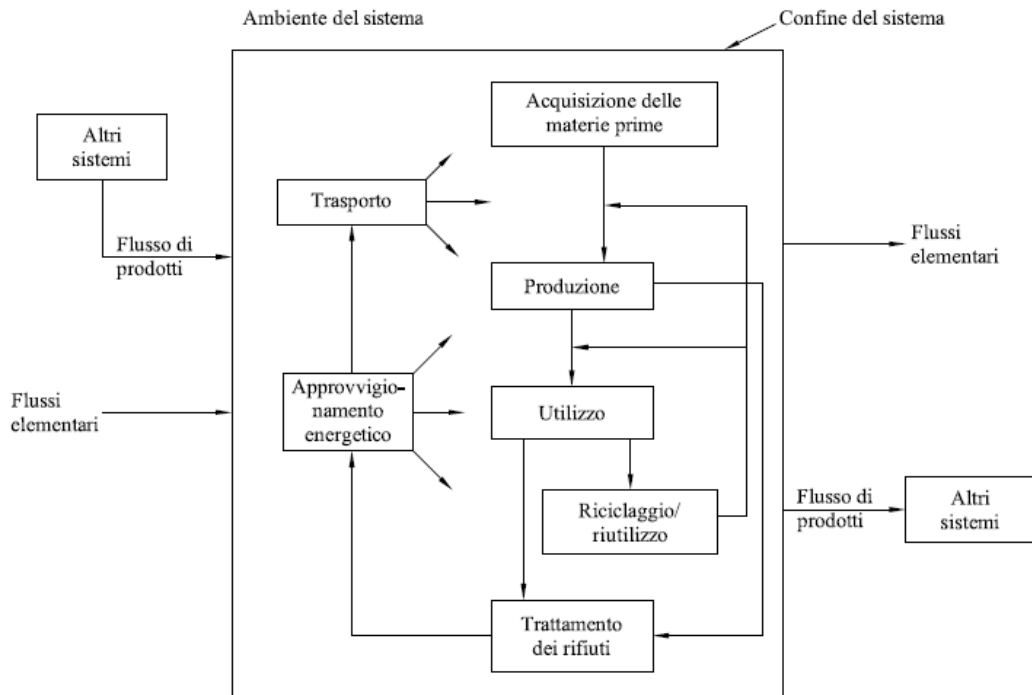 Ambiente del sistema
Confine del sistema
Acquisizione delle
materie prime
Altri
sistemi
Trasporto
Flusso di
prodotti
Flussi
elementari
Produzione
Approvvigio-
namento
energetico
Flussi
elementari
Utilizzo
Riciclaggio/
riutilizzo
Flusso di
prodotti
Altri
sistemi
Trattamento
dei rifiuti